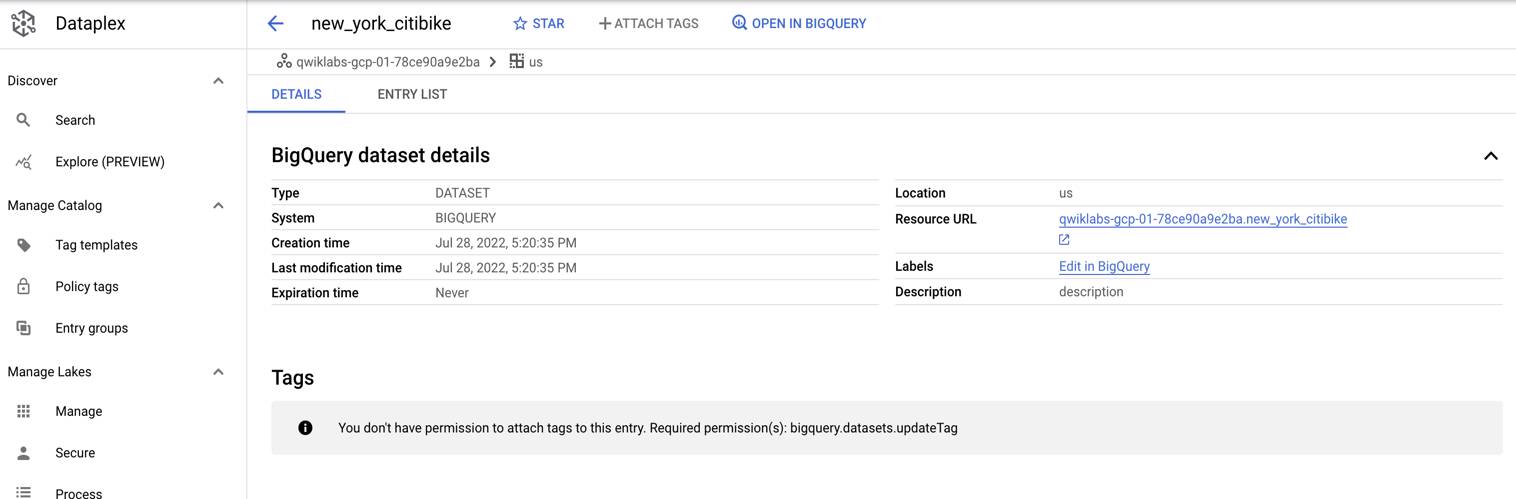 Dataplex
new_york_citibike
STAR
ATTACH TAGS
OPEN IN BIGQUERY
qwiklabs-gcp-01-78ce90a9e2ba
us
Discover
Search
Explore (PREVIEW)
Manage Catalog
Tag templates
Policy tags
Entry groups
Manage Lakes
Manage
Secure
Process
DETAILS
ENTRY LIST
BigQuery dataset details
Type DATASET
System BIGQUERY
Creation time Jul 28, 2022, 5:20:35 PM
Last modification time Jul 28, 2022, 5:20:35 PM
Expiration time Never
Location us
Resource URL qwiklabs-gcp-01-78ce90a9e2ba.new_york_citibike
Labels Edit in BigQuery
Description description
Tags
You don't have permission to attach tags to this entry. Required permission(s): bigquery.datasets.updateTag